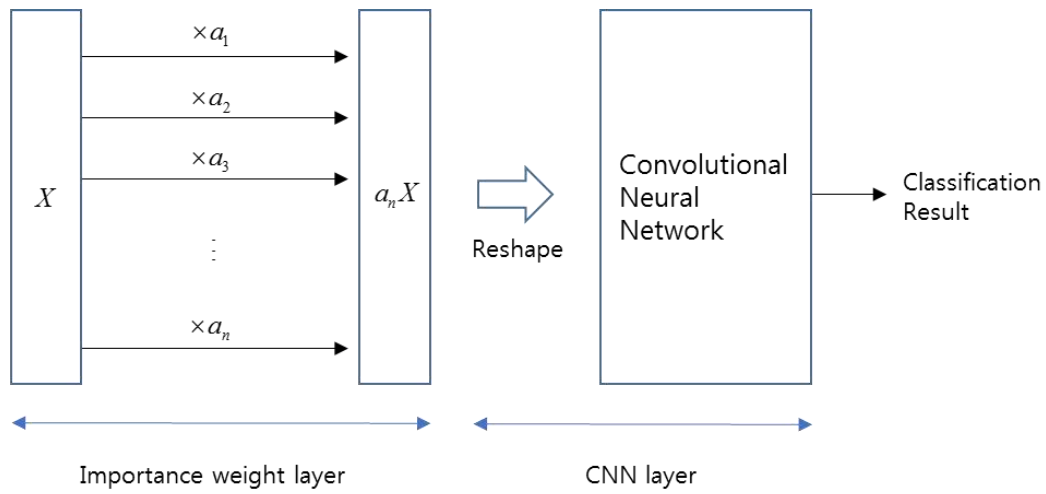 ×a₁
×a₂
×a₃
X
⋮
×aₙ
aₙX
Reshape
Convolutional
Neural
Network
Classification
Result
Importance weight layer
CNN layer